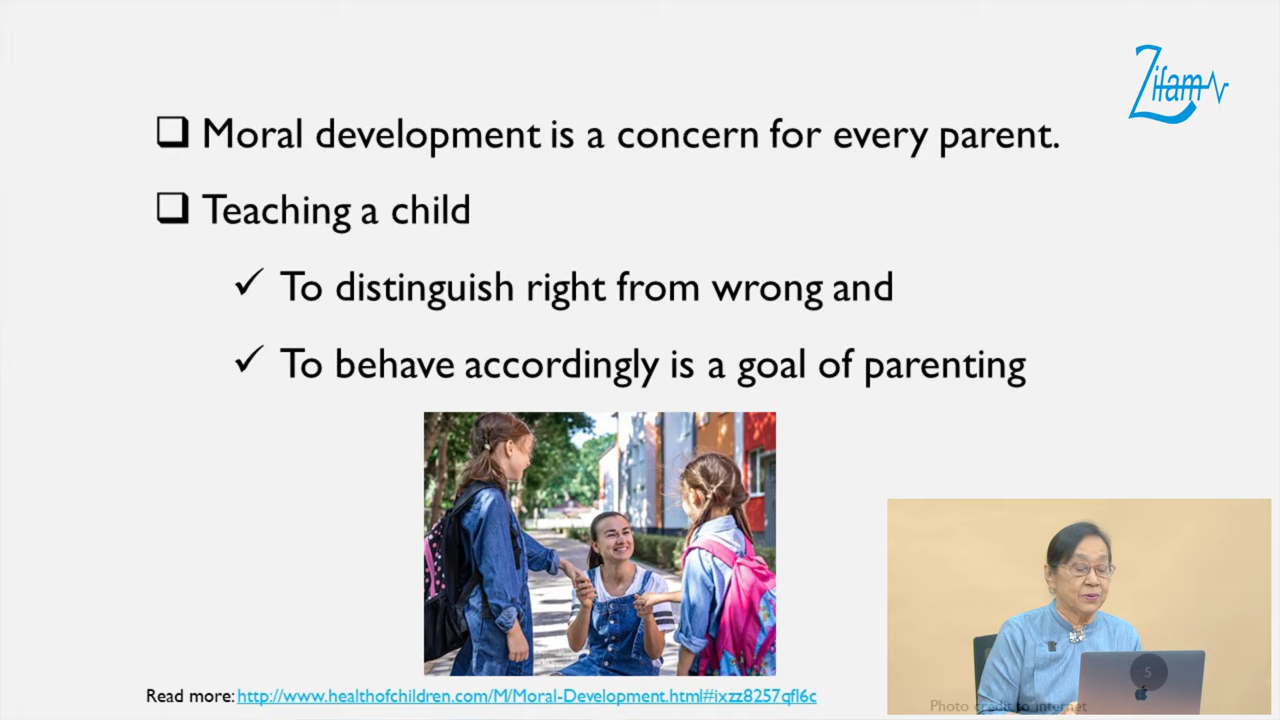 Zifam
❑ Moral development is a concern for every parent.
❑ Teaching a child
✓ To distinguish right from wrong and
✓ To behave accordingly is a goal of parenting
Read more: http://www.healthofchildren.com/M/Moral-Development.html#ixzz8257qfl6c
5
Photo credit to internet